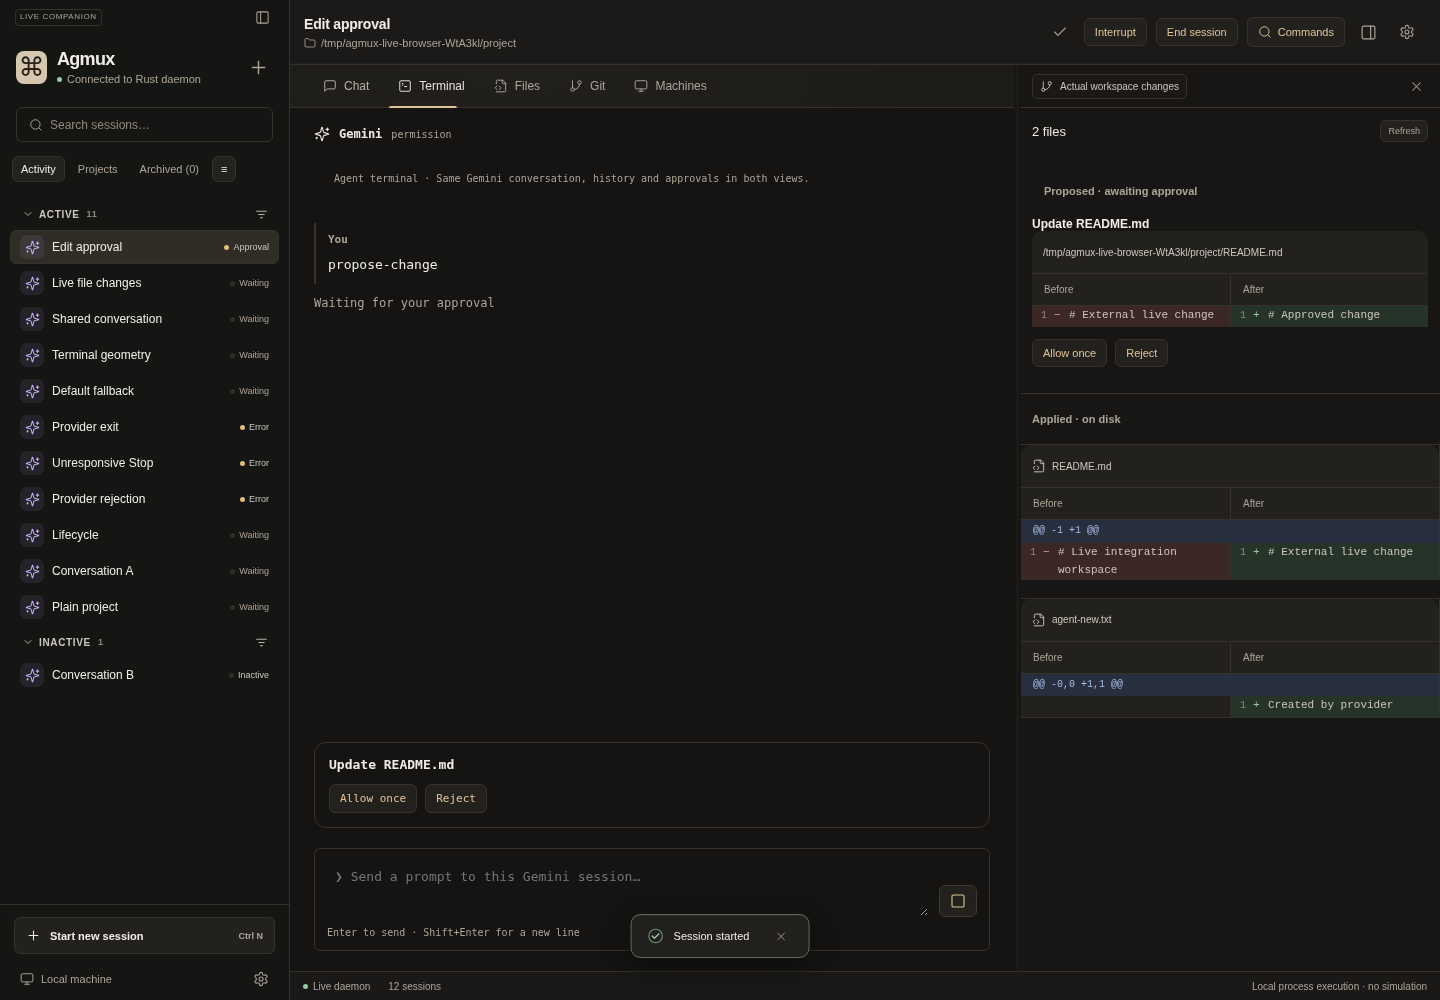 LIVE COMPANION
Agmux
Connected to Rust daemon
Search sessions…
Activity
Projects
Archived (0)
ACTIVE 11
Edit approval
Approval
Live file changes
Waiting
Shared conversation
Waiting
Terminal geometry
Waiting
Default fallback
Waiting
Provider exit
Error
Unresponsive Stop
Error
Provider rejection
Error
Lifecycle
Waiting
Conversation A
Waiting
Plain project
Waiting
INACTIVE 1
Conversation B
Inactive
Start new session
Ctrl N
Local machine
Edit approval
/tmp/agmux-live-browser-WtA3kl/project
Interrupt
End session
Commands
Chat
Terminal
Files
Git
Machines
Gemini permission
Agent terminal · Same Gemini conversation, history and approvals in both views.
You
propose-change
Waiting for your approval
Update README.md
Allow once
Reject
❯ Send a prompt to this Gemini session…
Enter to send · Shift+Enter for a new line
Session started
Actual workspace changes
2 files
Refresh
Proposed · awaiting approval
Update README.md
/tmp/agmux-live-browser-WtA3kl/project/README.md
Before
After
1 − # External live change
1 + # Approved change
Allow once
Reject
Applied · on disk
README.md
Before
After
@@ -1 +1 @@
1 − # Live integration
workspace
1 + # External live change
agent-new.txt
Before
After
@@ -0,0 +1,1 @@
1 + Created by provider
Live daemon
12 sessions
Local process execution · no simulation